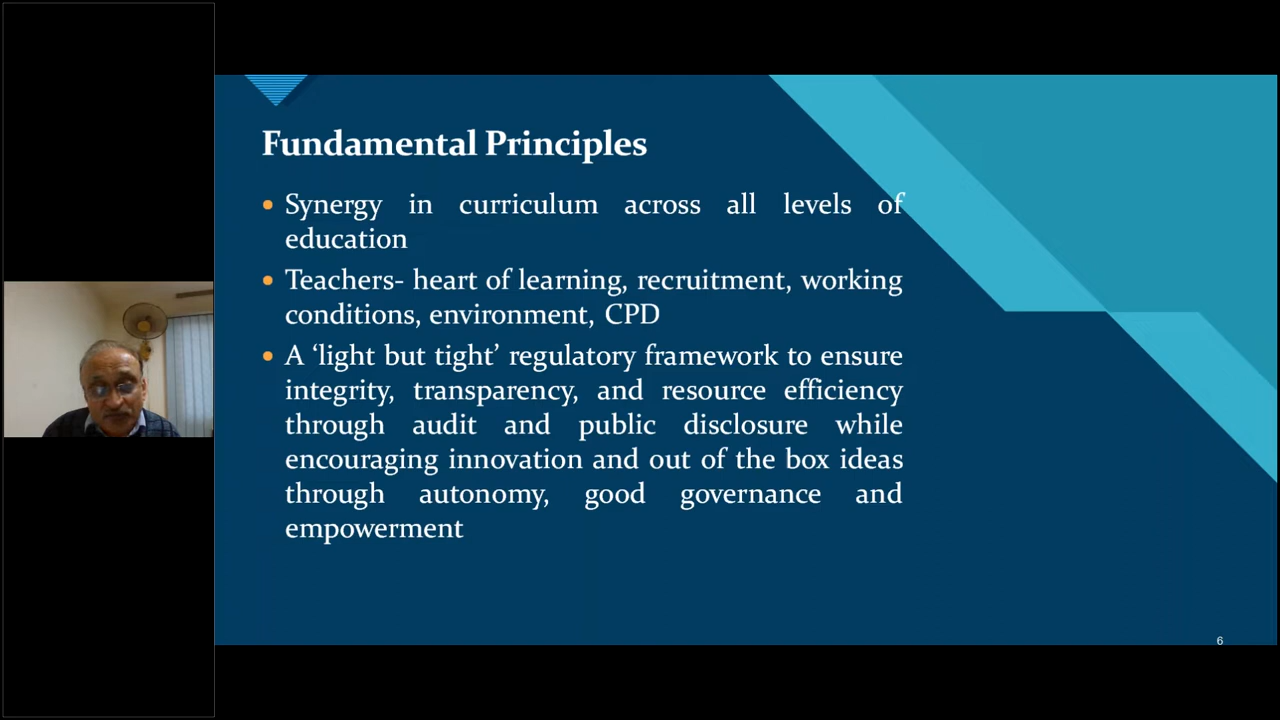 Fundamental Principles
• Synergy in curriculum across all levels of
education
• Teachers- heart of learning, recruitment, working
conditions, environment, CPD
• A ‘light but tight’ regulatory framework to ensure
integrity, transparency, and resource efficiency
through audit and public disclosure while
encouraging innovation and out of the box ideas
through autonomy, good governance and
empowerment
6